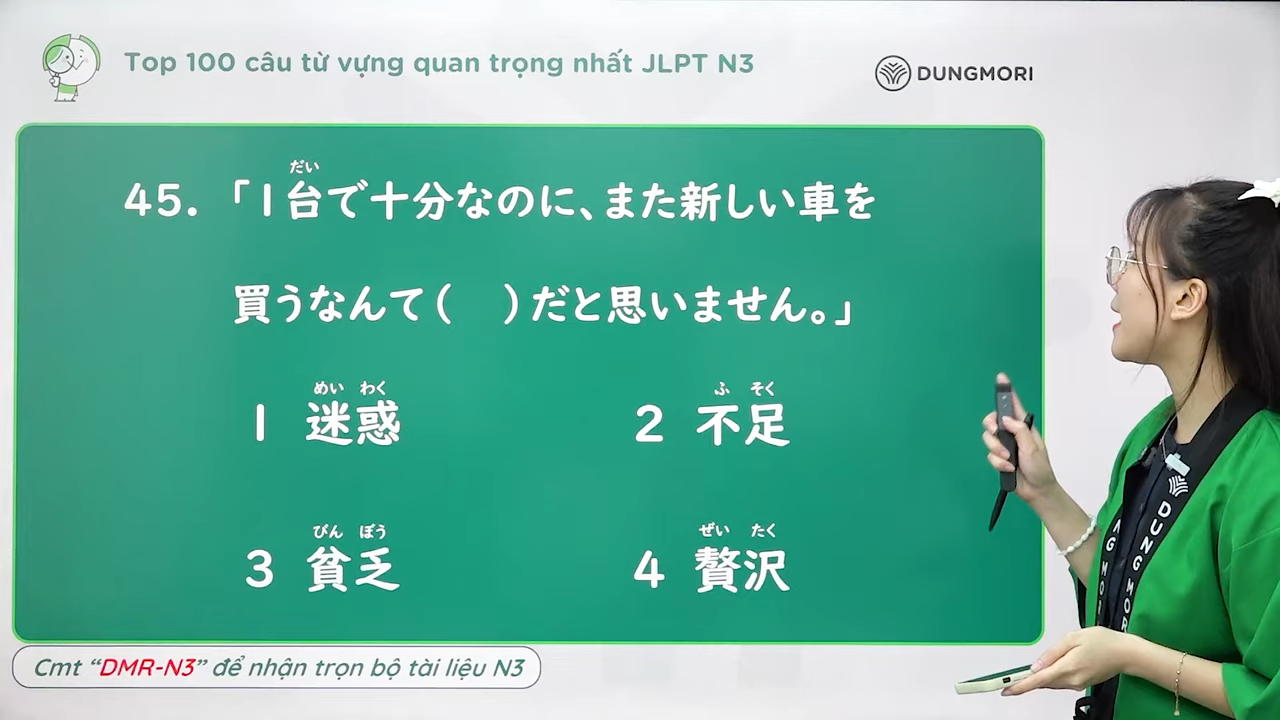 Top 100 câu từ vựng quan trọng nhất JLPT N3
DUNGMORI
だい
45. 「1台で十分なのに、また新しい車を
買うなんて( )だと思いません。」
めい わく
1 迷惑
ふ そく
2 不足
びん ぼう
3 貧乏
ぜい たく
4 贅沢
Cmt “DMR-N3” để nhận trọn bộ tài liệu N3
DUNG MOR
NG MORI